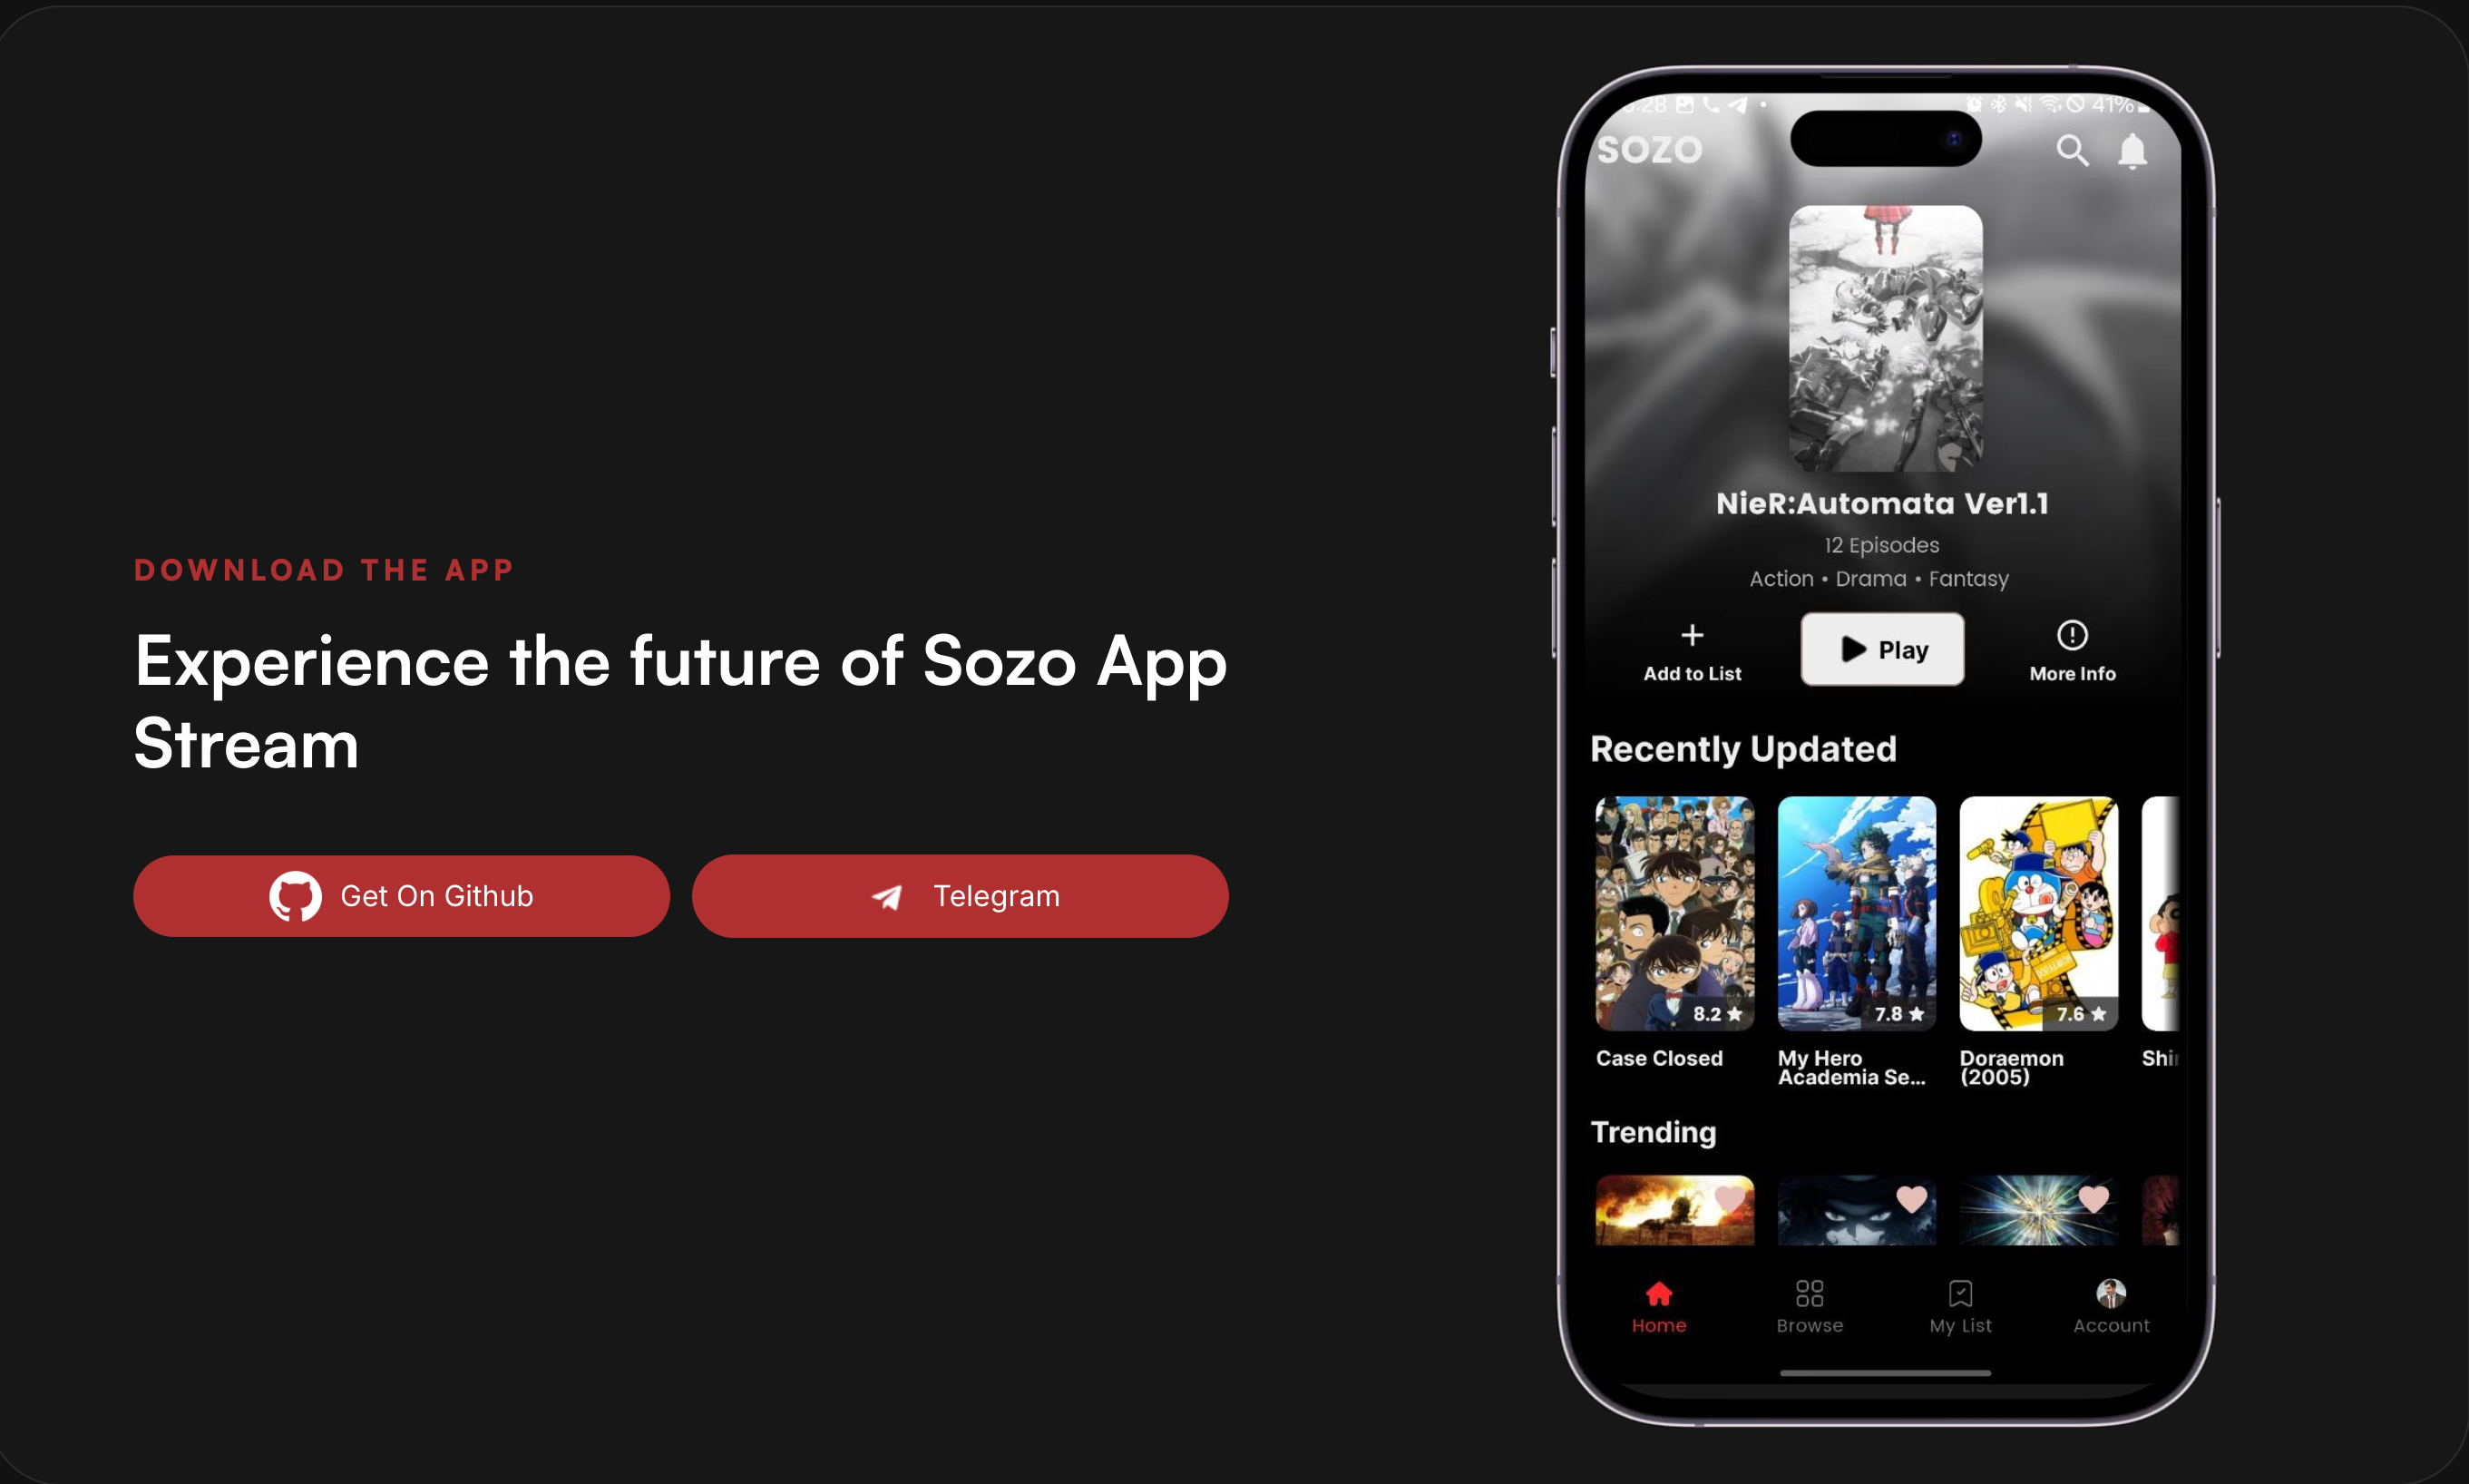 DOWNLOAD THE APP
Experience the future of Sozo App
Stream
Get On Github
Telegram
41%
SOZO
NieR:Automata Ver1.1
12 Episodes
Action • Drama • Fantasy
Add to List
Play
More Info
Recently Updated
8.2
7.8
7.6
Case Closed
My Hero
Academia Se...
Doraemon
(2005)
Shi
Trending
Home
Browse
My List
Account